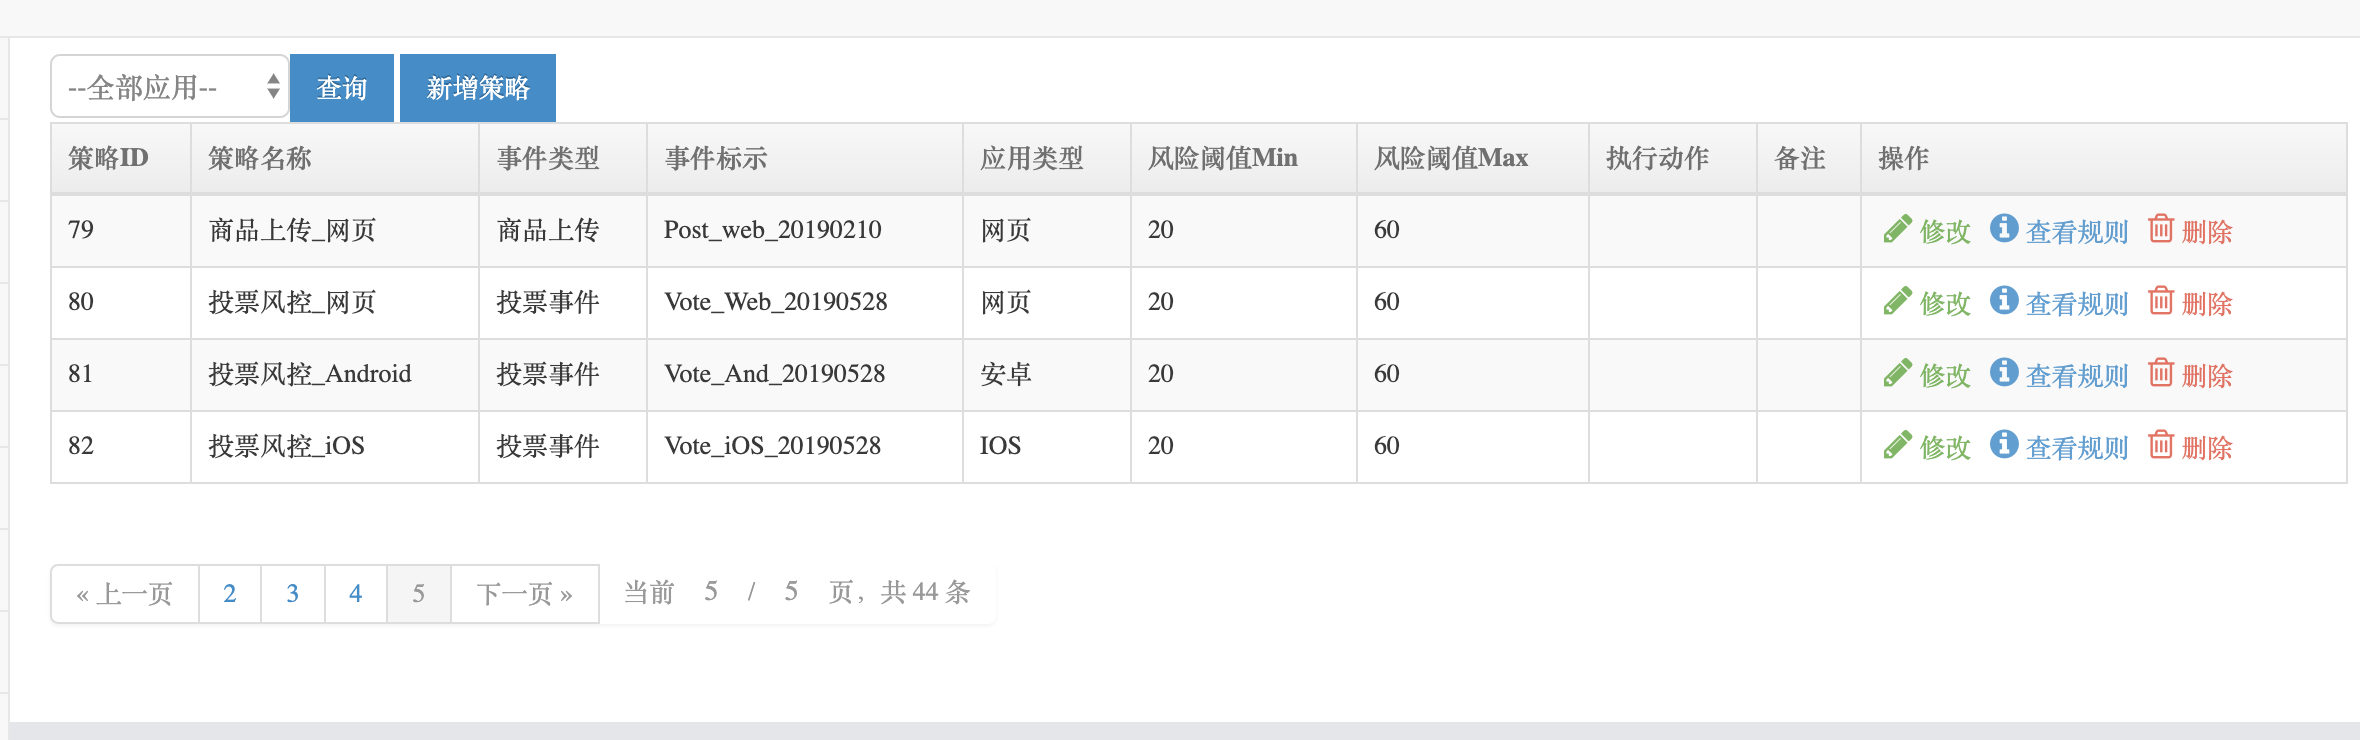 --全部应用-- 查询 新增策略
策略ID 策略名称 事件类型 事件标示 应用类型 风险阈值Min 风险阈值Max 执行动作 备注 操作
79 商品上传_网页 商品上传 Post_web_20190210 网页 20 60 修改 查看规则 删除
80 投票风控_网页 投票事件 Vote_Web_20190528 网页 20 60 修改 查看规则 删除
81 投票风控_Android 投票事件 Vote_And_20190528 安卓 20 60 修改 查看规则 删除
82 投票风控_iOS 投票事件 Vote_iOS_20190528 IOS 20 60 修改 查看规则 删除
« 上一页 2 3 4 5 下一页 » 当前 5 / 5 页，共 44 条